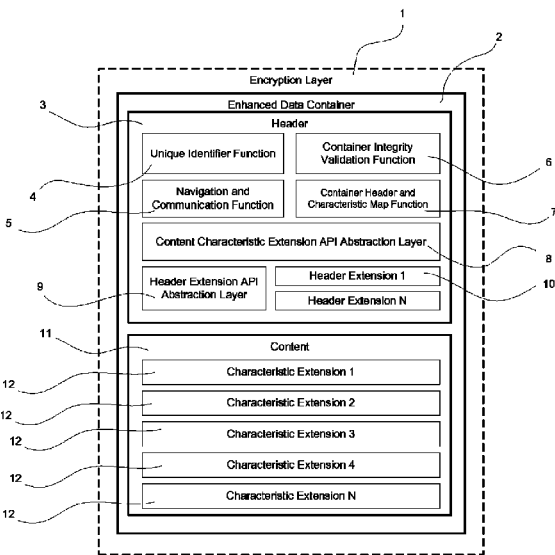 1
2
Encryption Layer
Enhanced Data Container
3
Header
Unique Identifier Function
Container Integrity
Validation Function
4
6
Navigation and
Communication Function
Container Header and
Characteristic Map Function
5
7
Content Characteristic Extension API Abstraction Layer
8
9
Header Extension API
Abstraction Layer
Header Extension 1
10
Header Extension N
11
Content
12
Characteristic Extension 1
12
Characteristic Extension 2
12
Characteristic Extension 3
12
Characteristic Extension 4
12
Characteristic Extension N